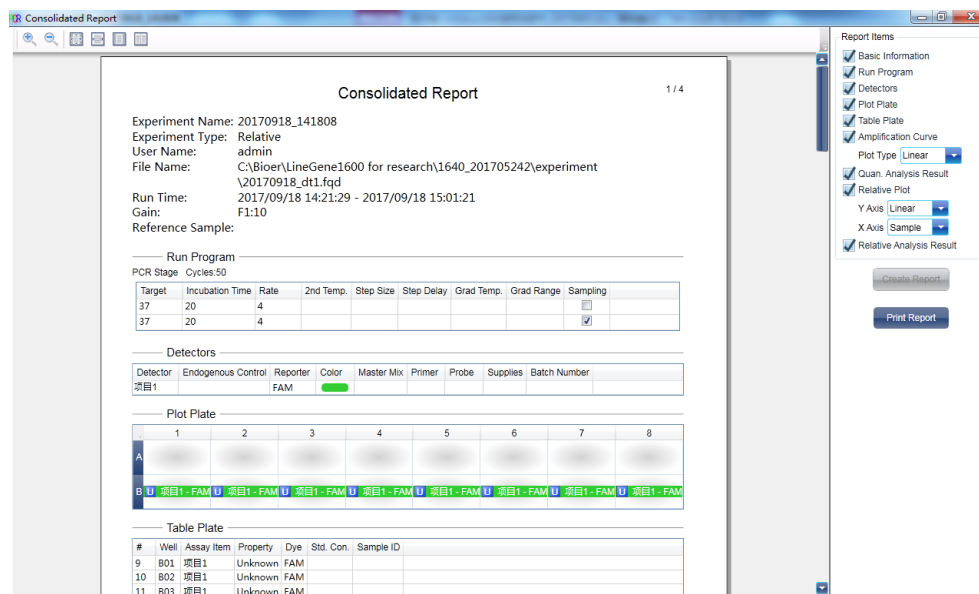 Consolidated Report
Consolidated Report
1 / 4
Experiment Name: 20170918_141808
Experiment Type: Relative
User Name: admin
File Name: C:\Bioer\LineGene1600 for research\1640_201705242\experiment
\20170918_dt1.fqd
Run Time: 2017/09/18 14:21:29 - 2017/09/18 15:01:21
Gain: F1:10
Reference Sample:
Run Program
PCR Stage Cycles:50
Target Incubation Time Rate 2nd Temp. Step Size Step Delay Grad Temp. Grad Range Sampling
37 20 4
37 20 4
Detectors
Detector Endogenous Control Reporter Color Master Mix Primer Probe Supplies Batch Number
项目1 FAM
Plot Plate
1 2 3 4 5 6 7 8
A
B U 项目1 - FAM U 项目1 - FAM U 项目1 - FAM U 项目1 - FAM U 项目1 - FAM U 项目1 - FAM U 项目1 - FAM U 项目1 - FAM
Table Plate
# Well Assay Item Property Dye Std. Con. Sample ID
9 B01 项目1 Unknown FAM
10 B02 项目1 Unknown FAM
11 B03 项目1 Unknown FAM
Report Items
Basic Information
Run Program
Detectors
Plot Plate
Table Plate
Amplification Curve
Plot Type Linear
Quan. Analysis Result
Relative Plot
Y Axis Linear
X Axis Sample
Relative Analysis Result
Create Report
Print Report